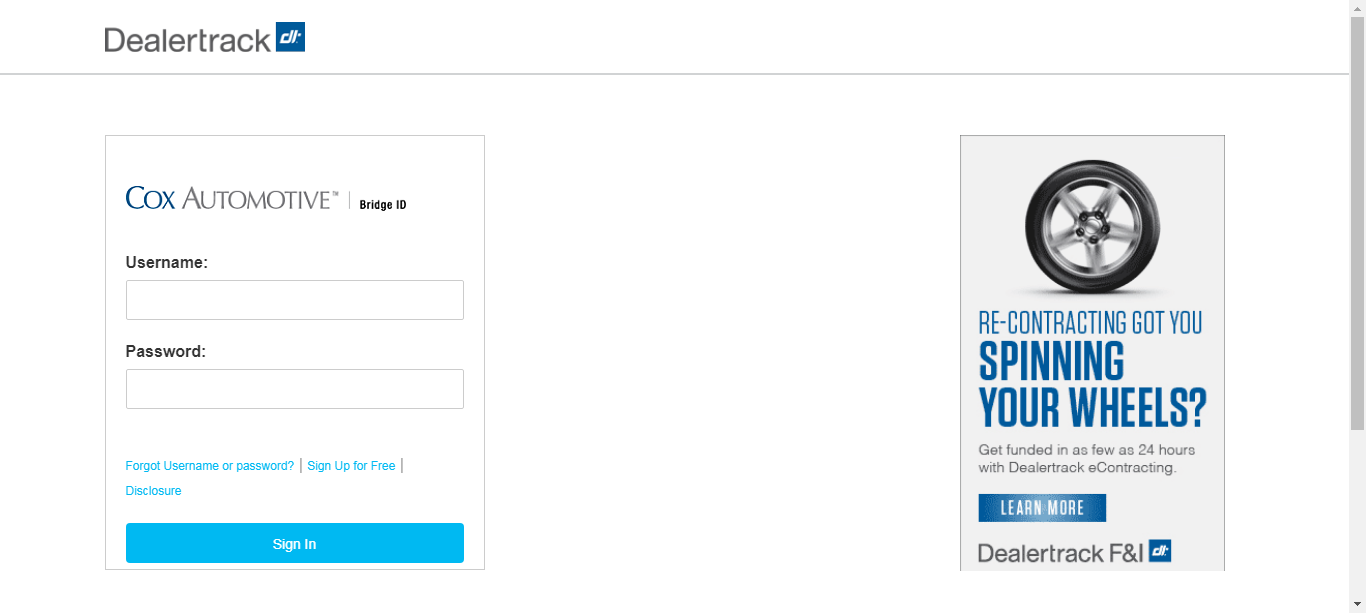 Dealertrack dt
COX AUTOMOTIVE™ | Bridge ID
Username:
Password:
Forgot Username or password? | Sign Up for Free |
Disclosure
Sign In
RE-CONTRACTING GOT YOU
SPINNING
YOUR WHEELS?
Get funded in as few as 24 hours
with Dealertrack eContracting.
LEARN MORE
Dealertrack F&I dt